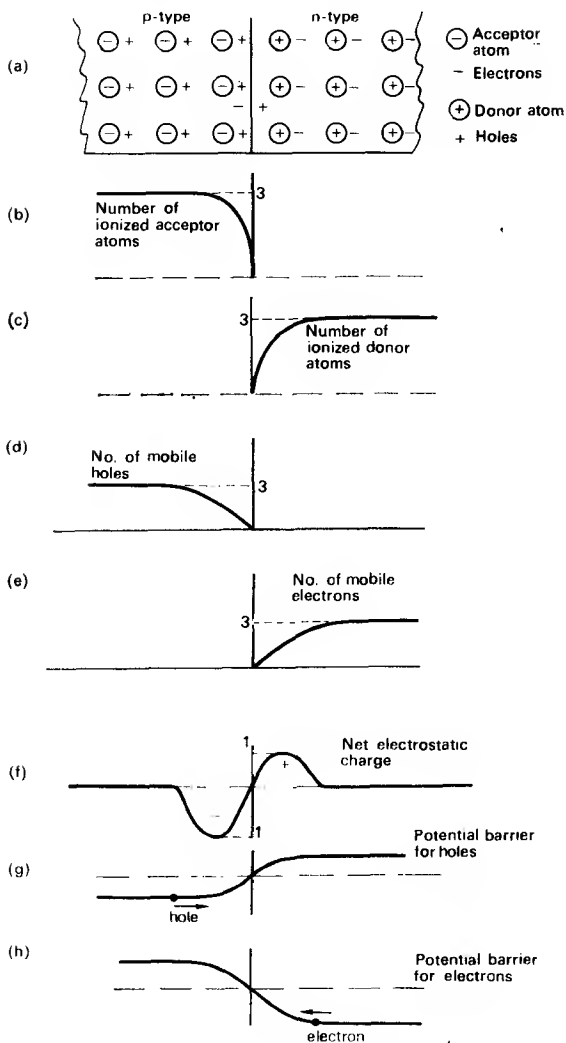 p-type n-type
(a)
⊖ + ⊖ + ⊖ + ⊕ − ⊕ − ⊕ −
⊖ + ⊖ + ⊖ + ⊕ − ⊕ − ⊕ −
− +
⊖ + ⊖ + ⊖ + ⊕ − ⊕ − ⊕ −
⊖ Acceptor
atom
− Electrons
⊕ Donor atom
+ Holes
(b)
3
Number of
ionized acceptor
atoms
(c)
3
Number of
ionized donor
atoms
(d)
No. of mobile
holes
3
(e)
No. of mobile
electrons
3
(f)
1
Net electrostatic
charge
+
−
1
(g)
Potential barrier
for holes
hole
(h)
Potential barrier
for electrons
electron